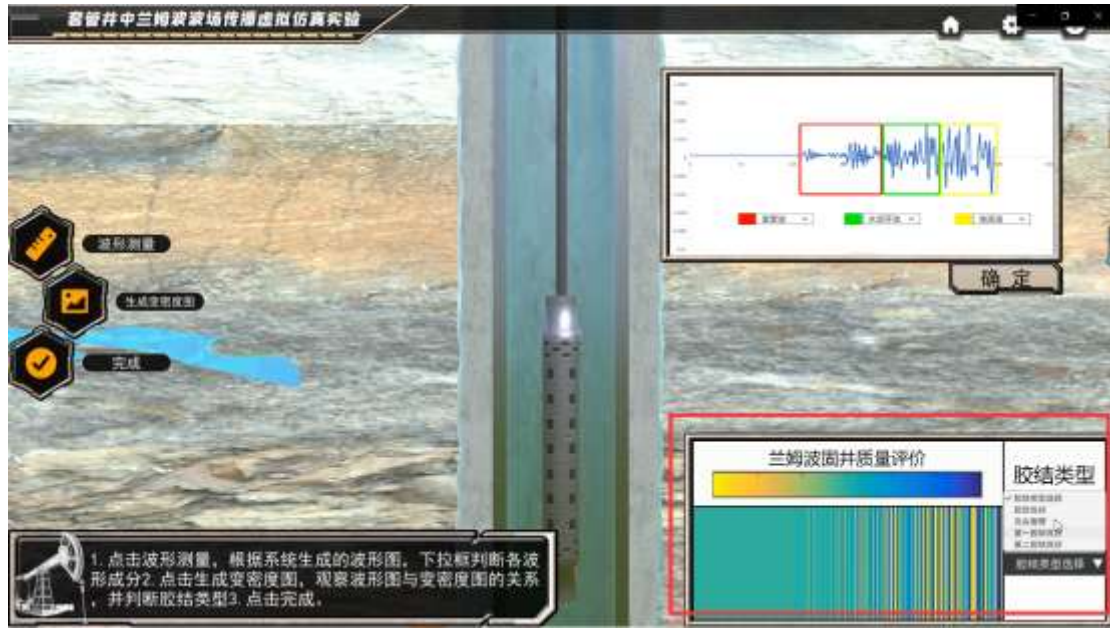 套管井中兰姆波波场传播虚拟仿真实验
确 定
波形测量
生成变密度图
完成
兰姆波固井质量评价
胶结类型
胶结类型选择
1. 点击波形测量，根据系统生成的波形图，下拉框判断各波
形成分2. 点击生成变密度图，观察波形图与变密度图的关系
，并判断胶结类型3. 点击完成。